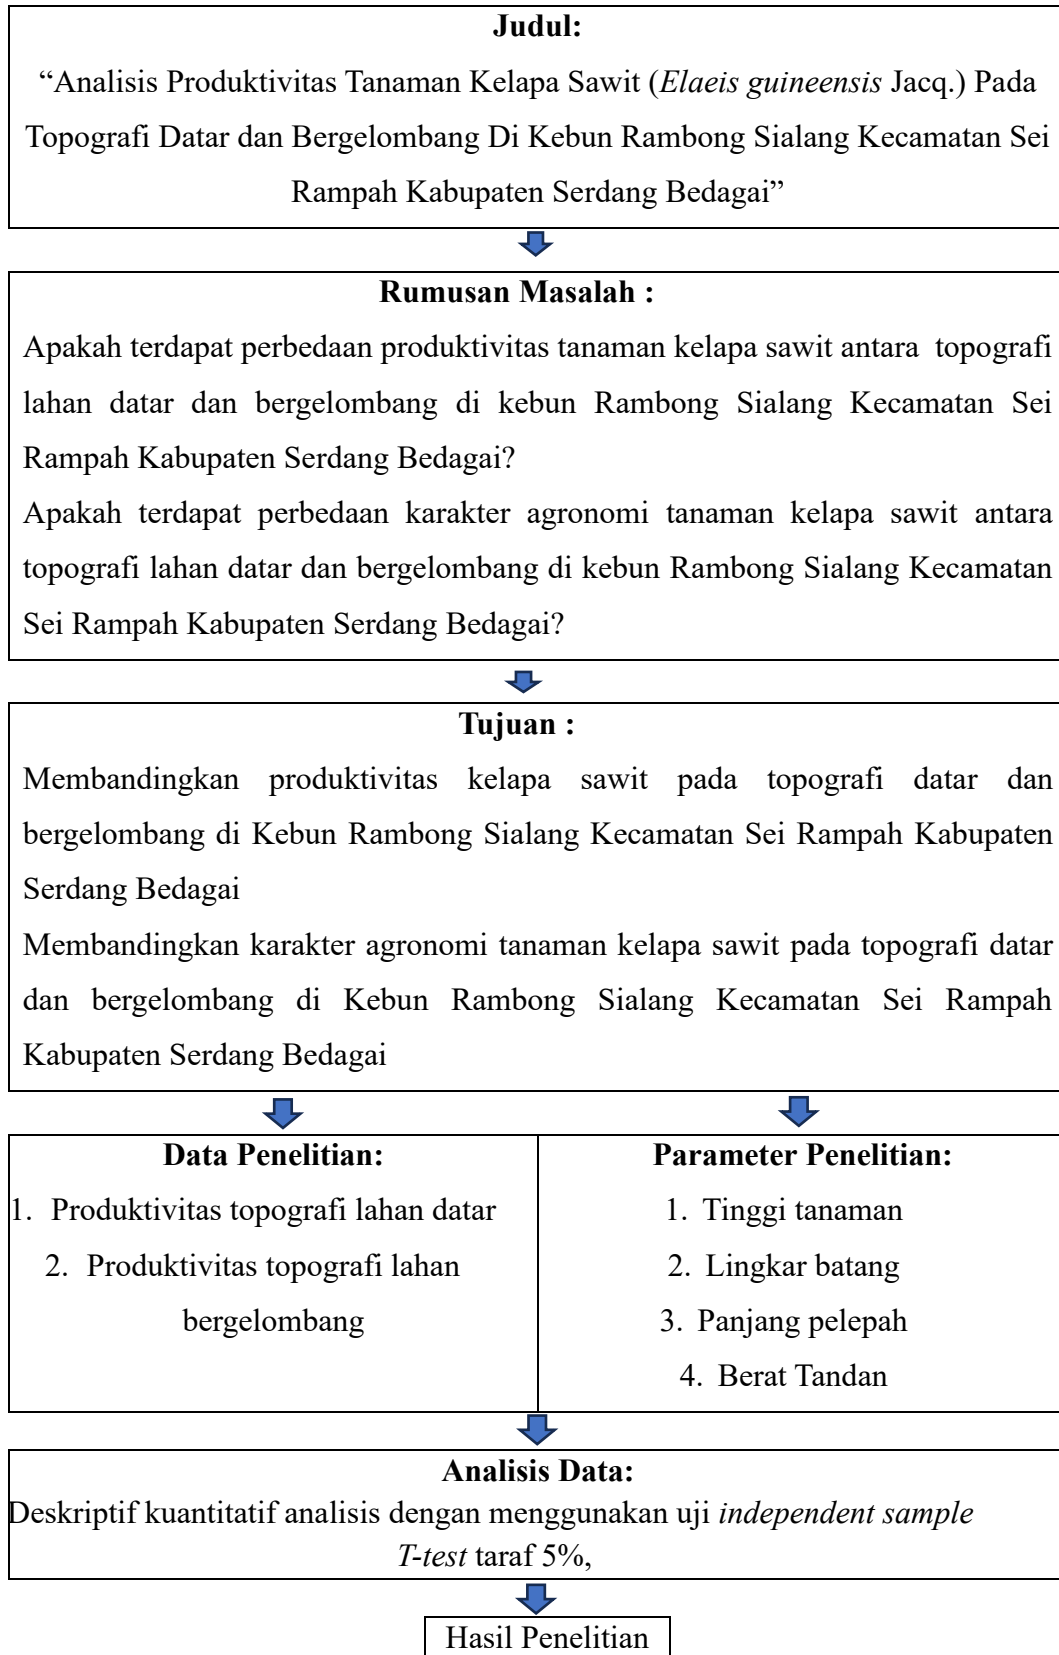 Judul:
“Analisis Produktivitas Tanaman Kelapa Sawit (Elaeis guineensis Jacq.) Pada
Topografi Datar dan Bergelombang Di Kebun Rambong Sialang Kecamatan Sei
Rampah Kabupaten Serdang Bedagai”
Rumusan Masalah :
Apakah terdapat perbedaan produktivitas tanaman kelapa sawit antara topografi
lahan datar dan bergelombang di kebun Rambong Sialang Kecamatan Sei
Rampah Kabupaten Serdang Bedagai?
Apakah terdapat perbedaan karakter agronomi tanaman kelapa sawit antara
topografi lahan datar dan bergelombang di kebun Rambong Sialang Kecamatan
Sei Rampah Kabupaten Serdang Bedagai?
Tujuan :
Membandingkan produktivitas kelapa sawit pada topografi datar dan
bergelombang di Kebun Rambong Sialang Kecamatan Sei Rampah Kabupaten
Serdang Bedagai
Membandingkan karakter agronomi tanaman kelapa sawit pada topografi datar
dan bergelombang di Kebun Rambong Sialang Kecamatan Sei Rampah
Kabupaten Serdang Bedagai
Data Penelitian:
1. Produktivitas topografi lahan datar
2. Produktivitas topografi lahan
bergelombang
Parameter Penelitian:
1. Tinggi tanaman
2. Lingkar batang
3. Panjang pelepah
4. Berat Tandan
Analisis Data:
Deskriptif kuantitatif analisis dengan menggunakan uji independent sample
T-test taraf 5%,
Hasil Penelitian